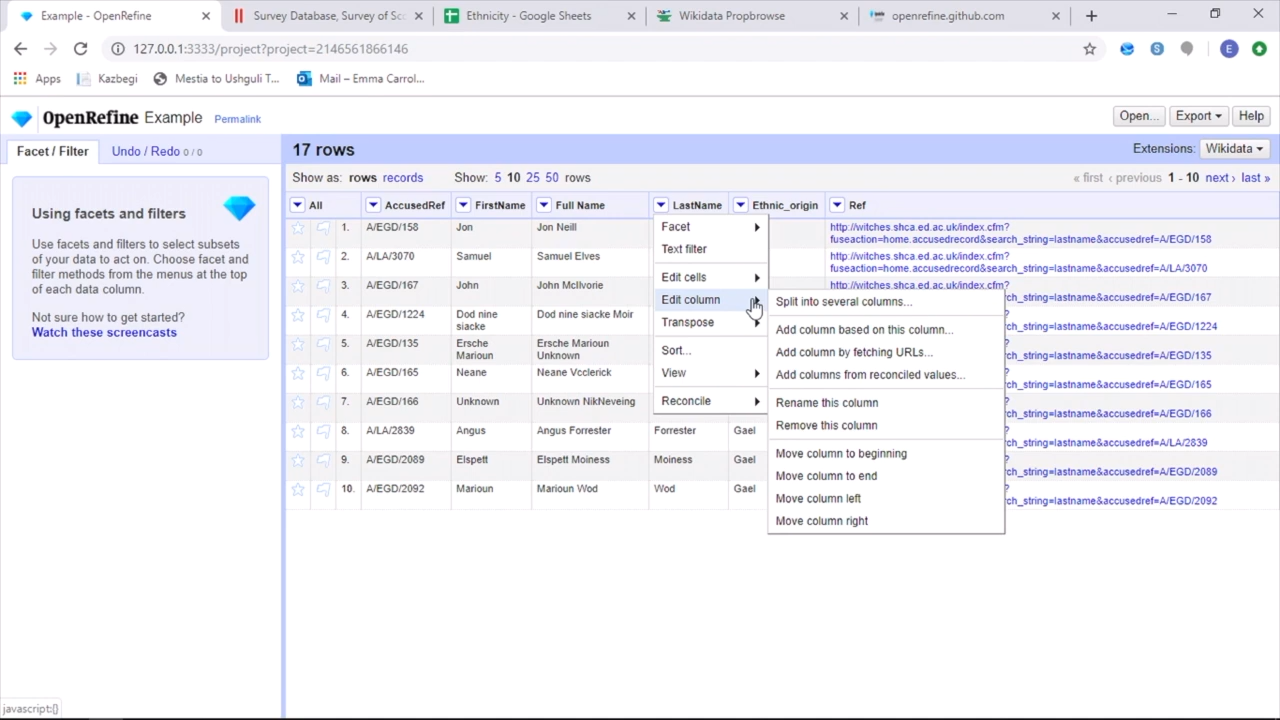 Example - OpenRefine
Survey Database, Survey of Sc
Ethnicity - Google Sheets
Wikidata Propbrowse
openrefine.github.com
127.0.0.1:3333/project?project=2146561866146
S
E
Apps
Kazbegi
Mestia to Ushguli T...
Mail – Emma Carrol...
OpenRefine Example Permalink
Open...
Export
Help
Facet / Filter
Undo / Redo 0 / 0
17 rows
Extensions:
Wikidata
Show as: rows records
Show: 5 10 25 50 rows
« first ‹ previous 1 - 10 next › last »
Using facets and filters
Use facets and filters to select subsets
of your data to act on. Choose facet and
filter methods from the menus at the top
of each data column.
Not sure how to get started?
Watch these screencasts
All
AccusedRef
FirstName
Full Name
LastName
Ethnic_origin
Ref
1. A/EGD/158 Jon Jon Neill
http://witches.shca.ed.ac.uk/index.cfm?
fuseaction=home.accusedrecord&search_string=lastname&accusedref=A/EGD/158
2. A/LA/3070 Samuel Samuel Elves
http://witches.shca.ed.ac.uk/index.cfm?
fuseaction=home.accusedrecord&search_string=lastname&accusedref=A/LA/3070
3. A/EGD/167 John John McIlvorie
http://witches.shca.ed.ac.uk/index.cfm?
ch_string=lastname&accusedref=A/EGD/167
4. A/EGD/1224 Dod nine siacke Dod nine siacke Moir
?
ch_string=lastname&accusedref=A/EGD/1224
5. A/EGD/135 Ersche Marioun Ersche Marioun Unknown
?
ch_string=lastname&accusedref=A/EGD/135
6. A/EGD/165 Neane Neane Vcclerick
?
ch_string=lastname&accusedref=A/EGD/165
7. A/EGD/166 Unknown Unknown NikNeveing
?
ch_string=lastname&accusedref=A/EGD/166
8. A/LA/2839 Angus Angus Forrester Forrester Gael
?
ch_string=lastname&accusedref=A/LA/2839
9. A/EGD/2089 Elspett Elspett Moiness Moiness Gael
?
ch_string=lastname&accusedref=A/EGD/2089
10. A/EGD/2092 Marioun Marioun Wod Wod Gael
?
ch_string=lastname&accusedref=A/EGD/2092
Facet
Text filter
Edit cells
Edit column
Transpose
Sort...
View
Reconcile
Split into several columns...
Add column based on this column...
Add column by fetching URLs...
Add columns from reconciled values...
Rename this column
Remove this column
Move column to beginning
Move column to end
Move column left
Move column right
javascript:{}